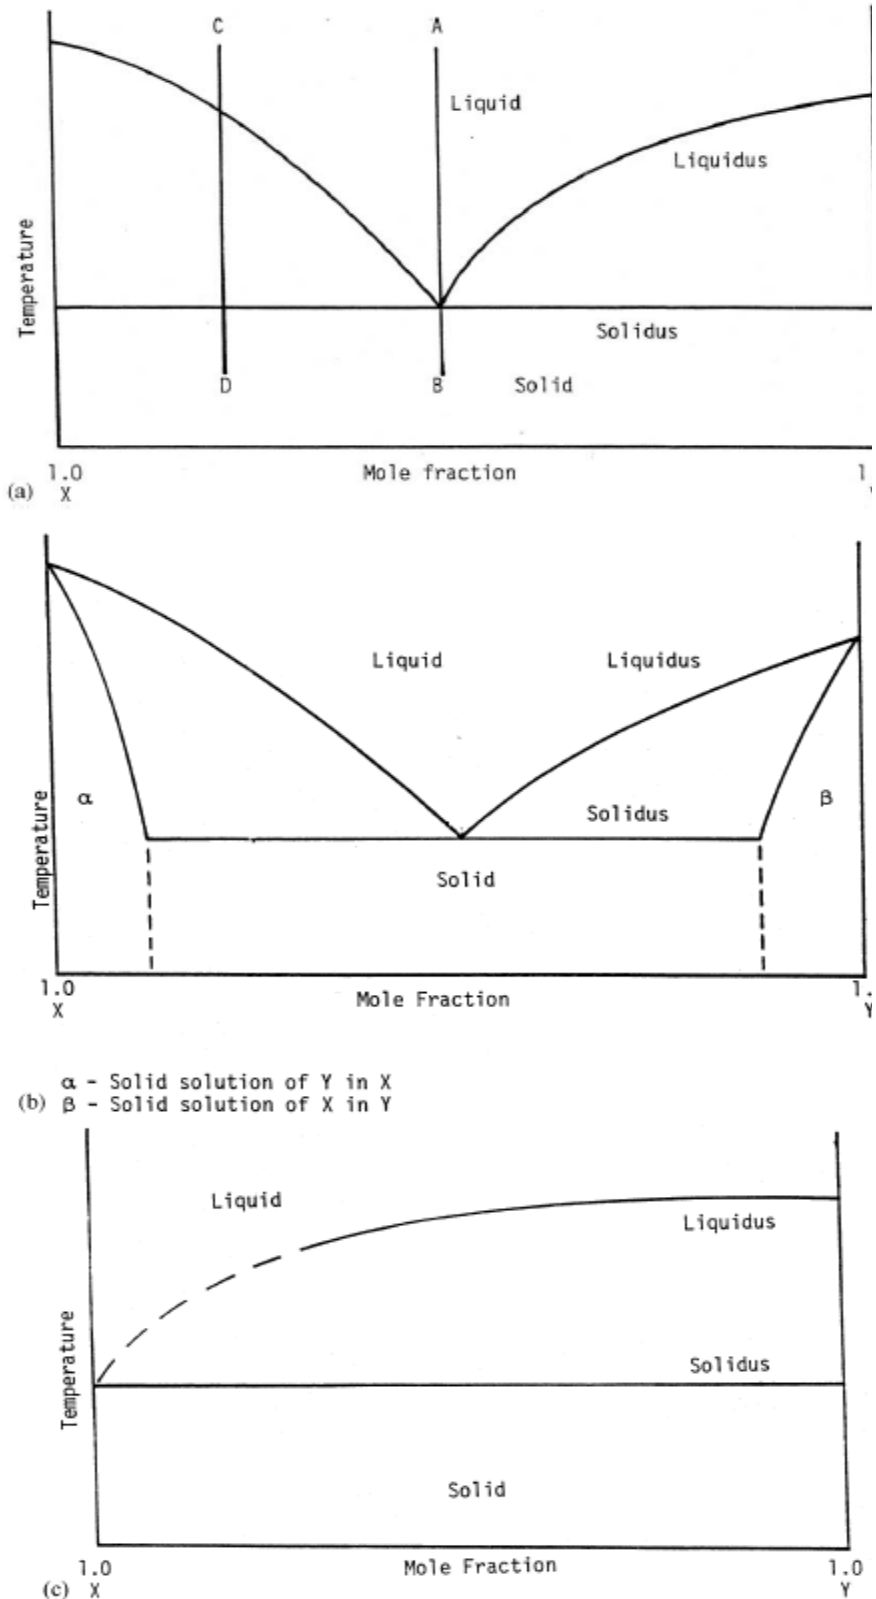 C
A
Liquid
Liquidus
Temperature
Solidus
D
B
Solid
1.0
Mole fraction
1.
(a)
X
Liquid
Liquidus
α
β
Solidus
Temperature
Solid
1.0
Mole Fraction
1.
X
Y
α - Solid solution of Y in X
(b) β - Solid solution of X in Y
Liquid
Liquidus
Solidus
Temperature
Solid
1.0
Mole Fraction
1.0
(c)
X
Y